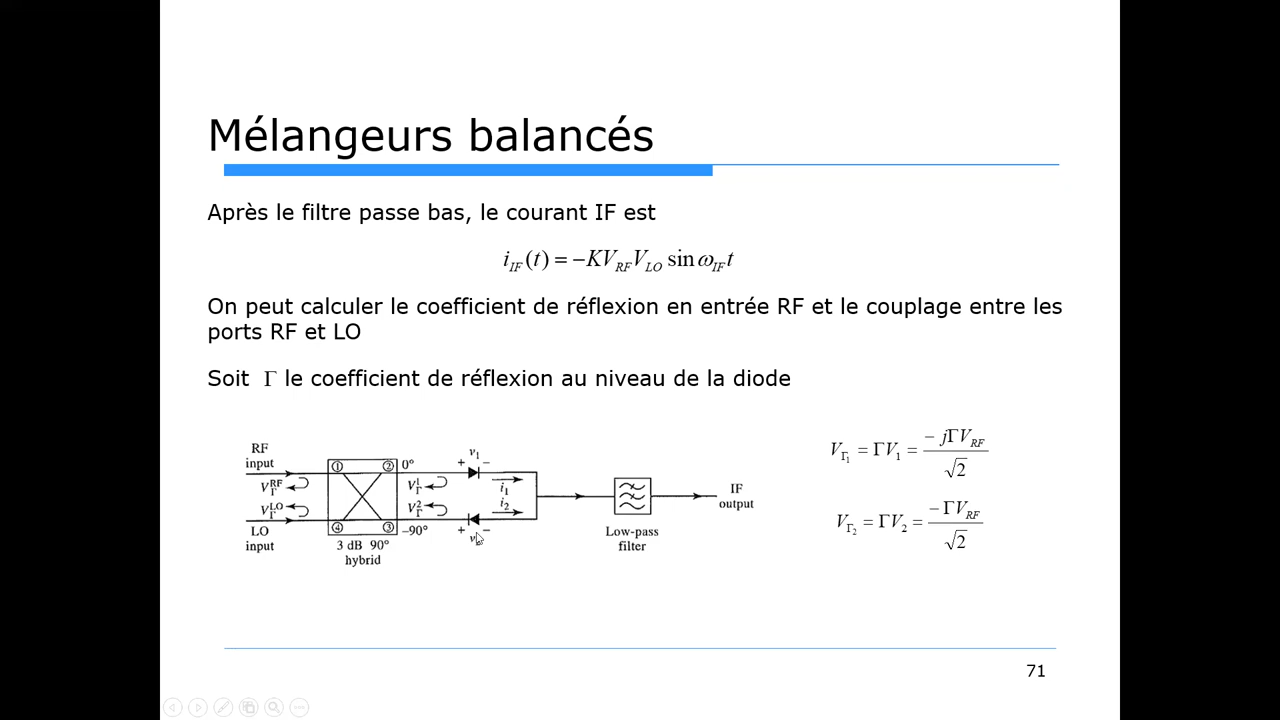 Mélangeurs balancés
Après le filtre passe bas, le courant IF est
i_IF(t) = −KV_RF V_LO sin ω_IF t
On peut calculer le coefficient de réflexion en entrée RF et le couplage entre les
ports RF et LO
Soit Γ le coefficient de réflexion au niveau de la diode
RF
input
V_Γ^RF
V_Γ^LO
LO
input
① ②
④ ③
3 dB 90°
hybrid
0°
V_Γ^1
V_Γ^2
−90°
+ v_1 −
i_1
i_2
+ v −
Low-pass
filter
IF
output
V_Γ1 = ΓV_1 = −jΓV_RF / √2
V_Γ2 = ΓV_2 = −ΓV_RF / √2
71